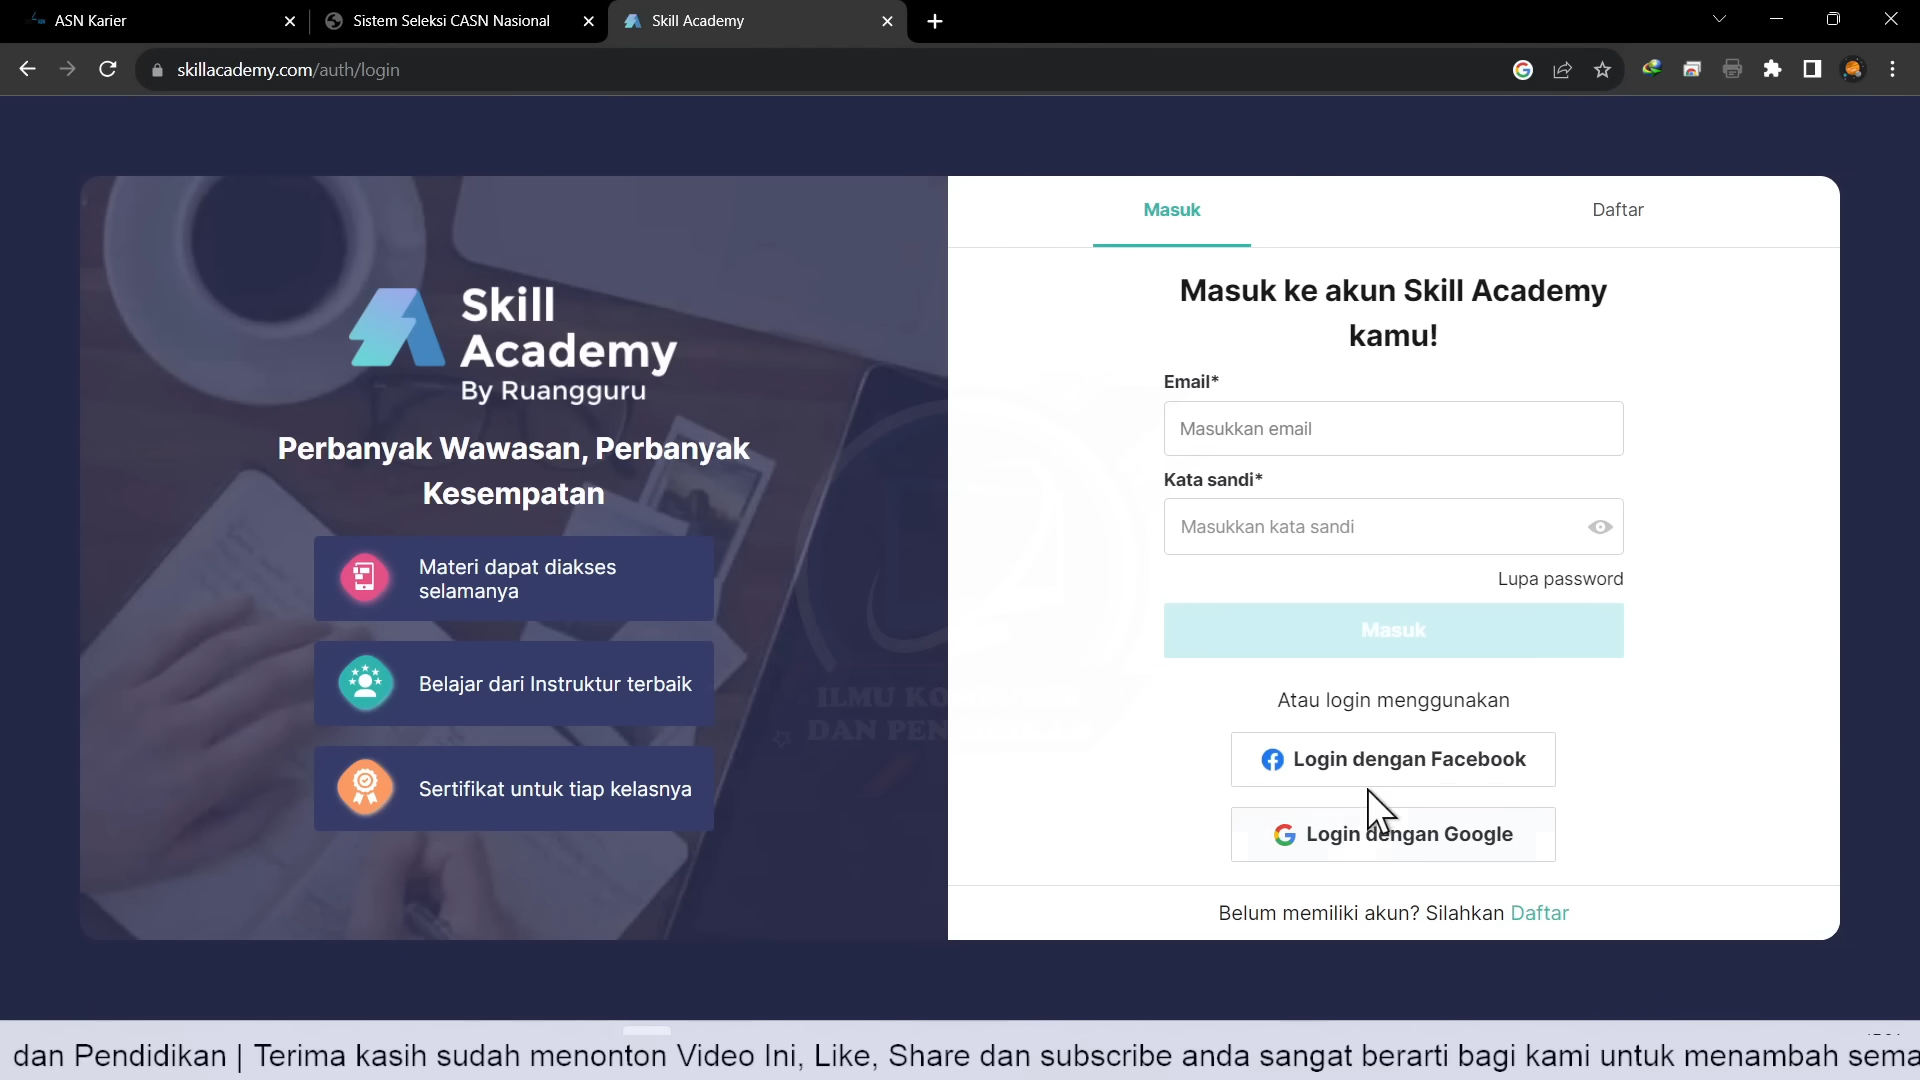 ASN Karier
Sistem Seleksi CASN Nasional
Skill Academy
skillacademy.com/auth/login
Skill
Academy
By Ruangguru
Perbanyak Wawasan, Perbanyak
Kesempatan
Materi dapat diakses
selamanya
Belajar dari Instruktur terbaik
Sertifikat untuk tiap kelasnya
Masuk
Daftar
Masuk ke akun Skill Academy
kamu!
Email*
Masukkan email
Kata sandi*
Masukkan kata sandi
Lupa password
Masuk
Atau login menggunakan
Login dengan Facebook
Login dengan Google
Belum memiliki akun? Silahkan Daftar
ILMU
DAN
dan Pendidikan | Terima kasih sudah menonton Video Ini, Like, Share dan subscribe anda sangat berarti bagi kami untuk menambah sema